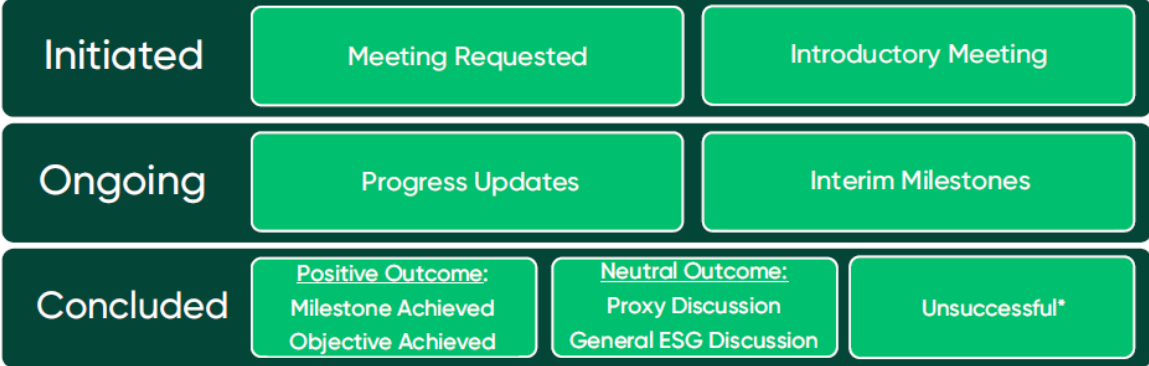 Initiated
Meeting Requested
Introductory Meeting
Ongoing
Progress Updates
Interim Milestones
Concluded
Positive Outcome:
Milestone Achieved
Objective Achieved
Neutral Outcome:
Proxy Discussion
General ESG Discussion
Unsuccessful*